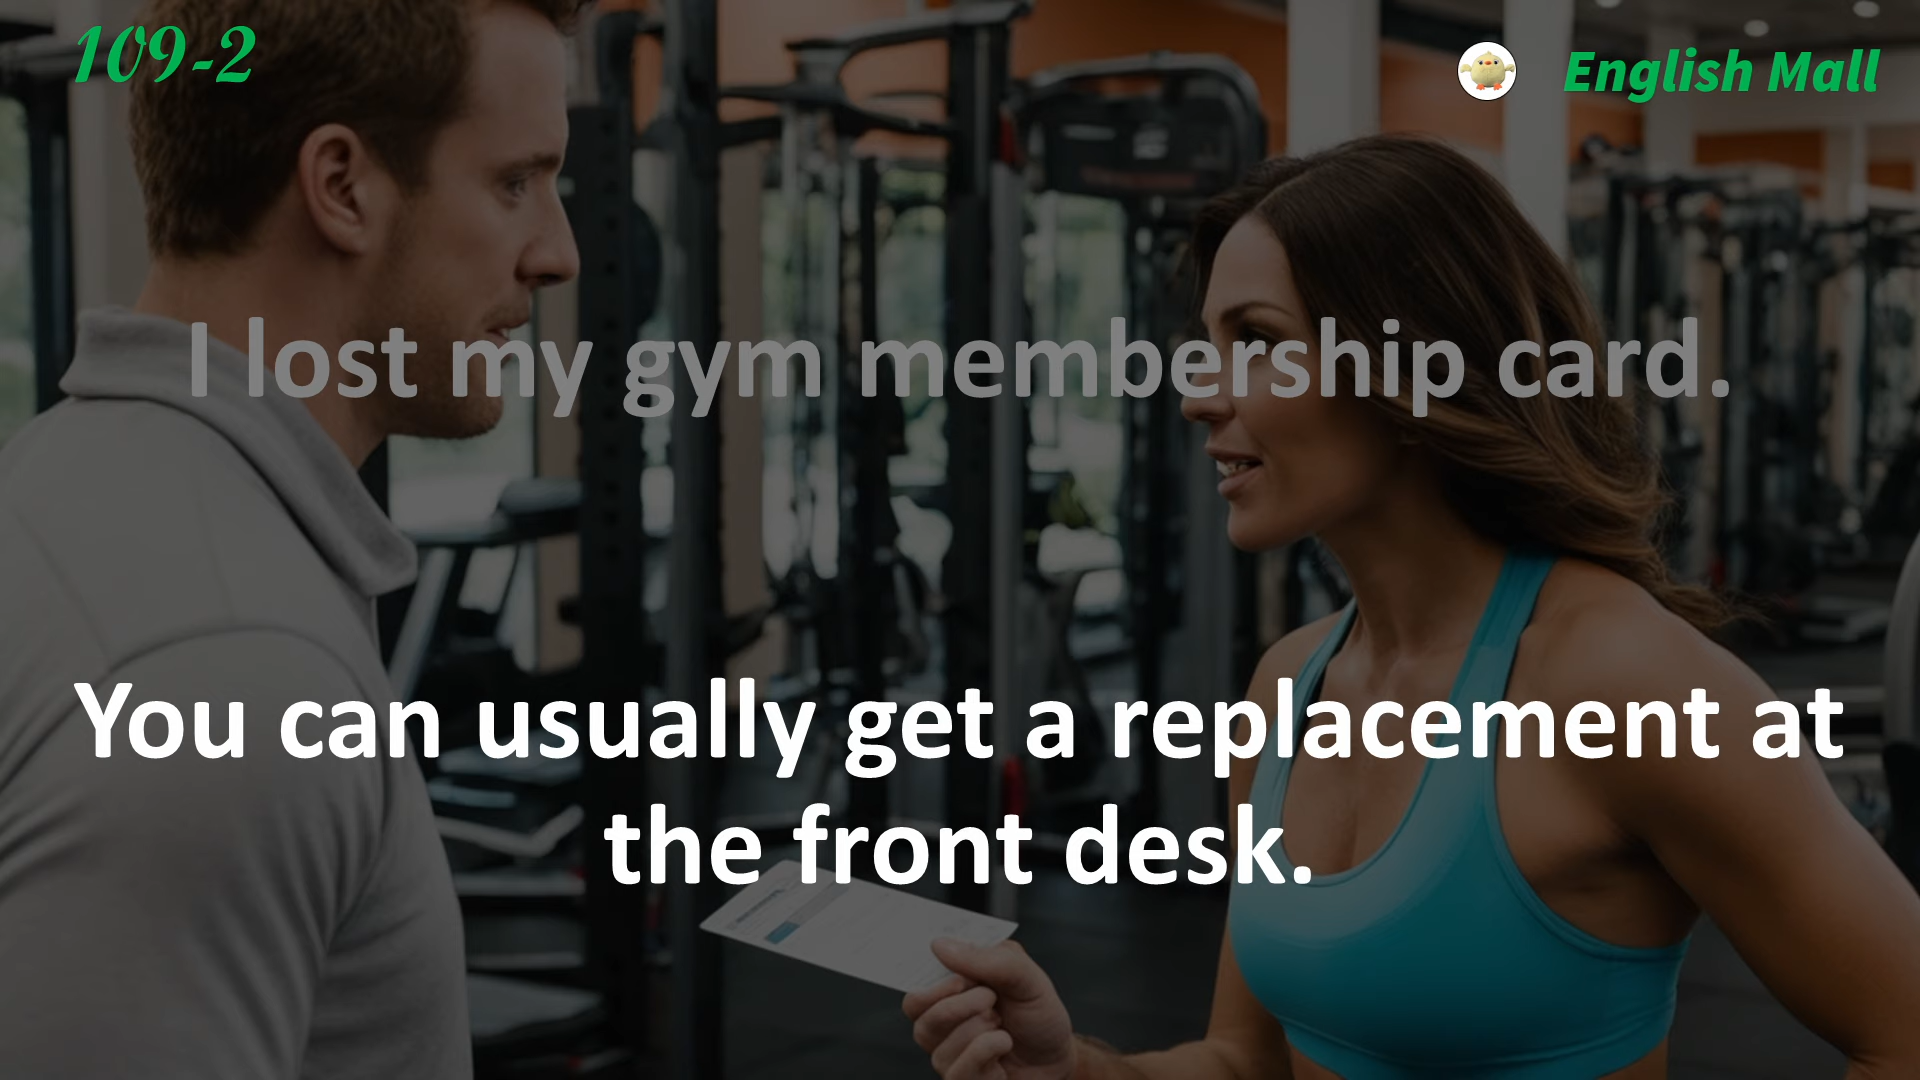 109-2
English Mall
I lost my gym membership card.
You can usually get a replacement at
the front desk.